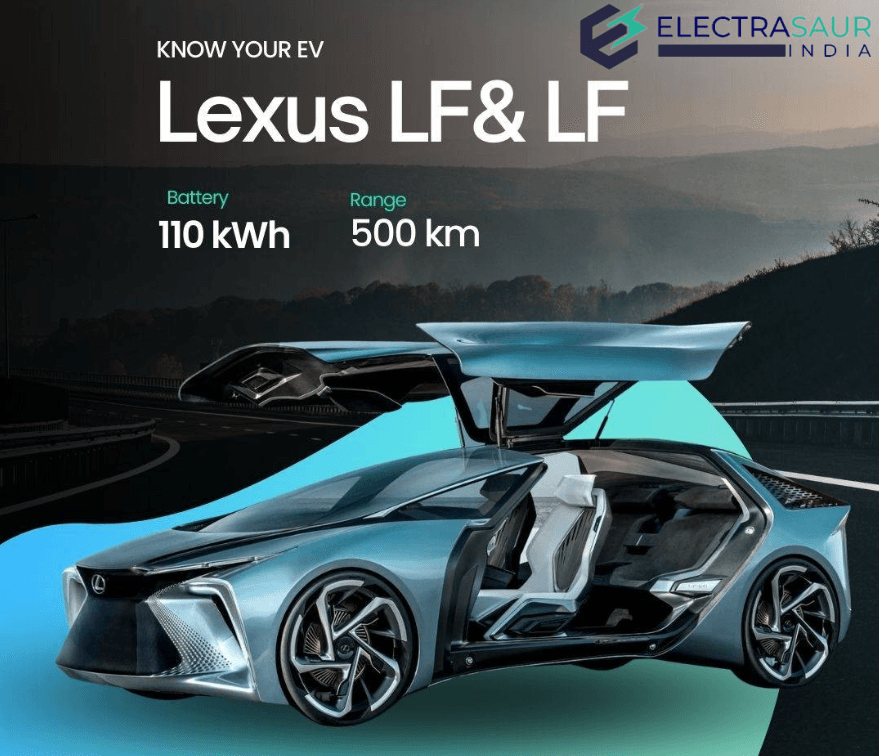 ELECTRASAUR
INDIA
KNOW YOUR EV
Lexus LF& LF
Battery
Range
110 kWh
500 km